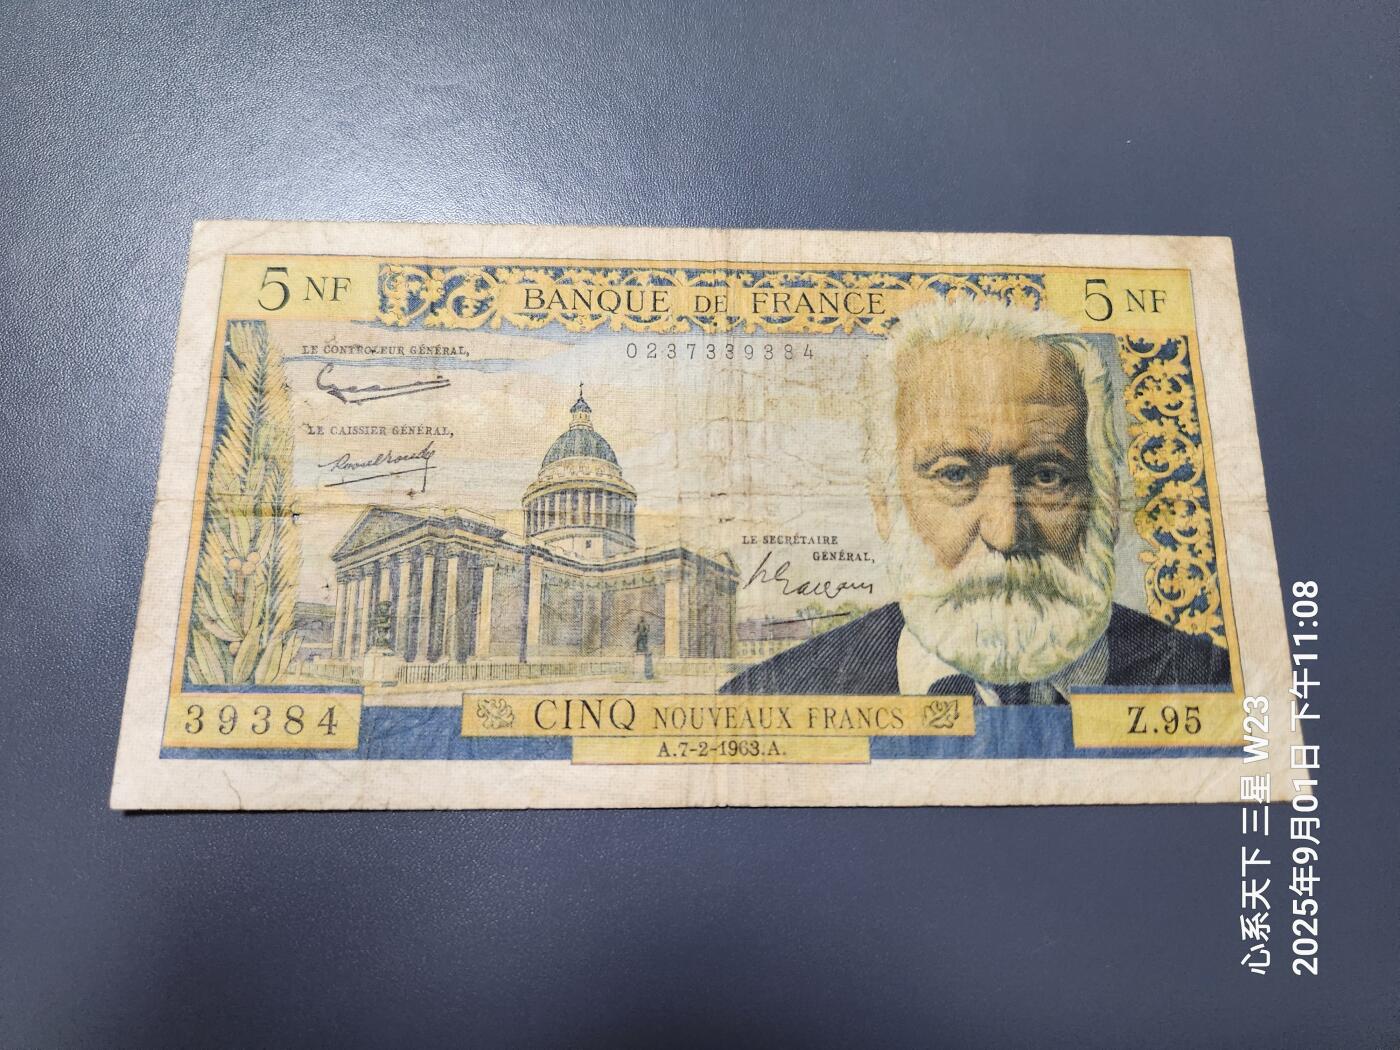 5 NF
BANQUE DE FRANCE
5 NF
LE CONTROLEUR GÉNÉRAL,
0237339384
LE CAISSIER GÉNÉRAL,
LE SECRÉTAIRE
GÉNÉRAL,
39384
CINQ NOUVEAUX FRANCS
Z.95
A.7-2-1963.A.
心系天下 三星 W23
2025年9月01日 下午11:08